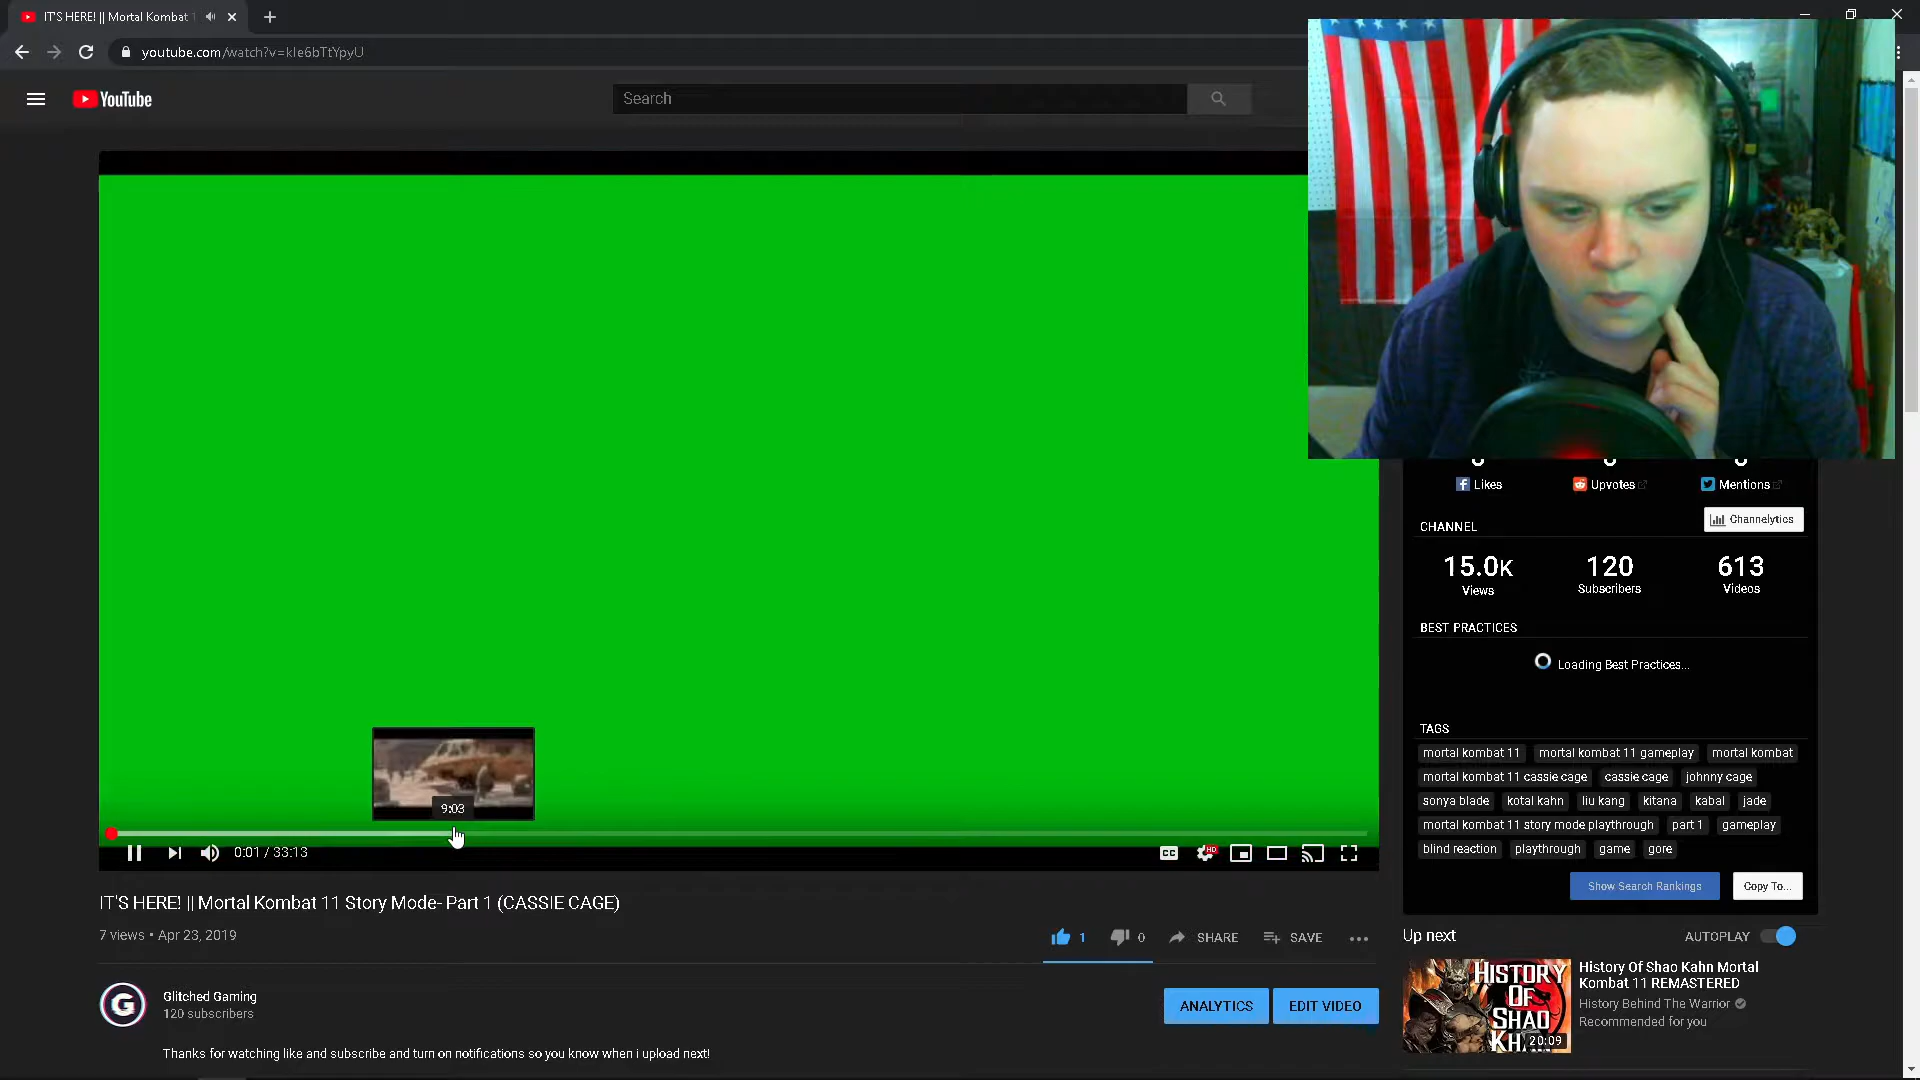 IT'S HERE! || Mortal Kombat 1
youtube.com/watch?v=kIe6bTtYpyU
YouTube
Search
9:03
0:01 / 33:13
CC
HD
IT'S HERE! || Mortal Kombat 11 Story Mode- Part 1 (CASSIE CAGE)
7 views • Apr 23, 2019
1
0
SHARE
SAVE
G
Glitched Gaming
120 subscribers
ANALYTICS
EDIT VIDEO
Thanks for watching like and subscribe and turn on notifications so you know when i upload next!
Likes
Upvotes
Mentions
CHANNEL
Channelytics
15.0K
120
613
Views
Subscribers
Videos
BEST PRACTICES
Loading Best Practices...
TAGS
mortal kombat 11 mortal kombat 11 gameplay mortal kombat
mortal kombat 11 cassie cage cassie cage johnny cage
sonya blade kotal kahn liu kang kitana kabal jade
mortal kombat 11 story mode playthrough part 1 gameplay
blind reaction playthrough game gore
Show Search Rankings
Copy To...
Up next
AUTOPLAY
HISTORY
OF
SHAO
20:09
History Of Shao Kahn Mortal
Kombat 11 REMASTERED
History Behind The Warrior
Recommended for you